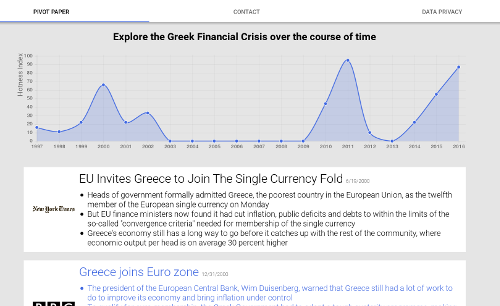 PIVOT PAPER
CONTACT
DATA PRIVACY
Explore the Greek Financial Crisis over the course of time
Hotness Index
100
90
80
70
60
50
40
30
20
10
0
1997 1998 1999 2000 2001 2002 2003 2004 2005 2006 2007 2008 2009 2010 2011 2012 2013 2014 2015 2016
EU Invites Greece to Join The Single Currency Fold 6/19/2000
New York Times
• Heads of government formally admitted Greece, the poorest country in the European Union, as the twelfth
member of the European single currency on Monday
• But EU finance ministers now found it had cut inflation, public deficits and debts to within the limits of the
so-called "convergence criteria" needed for membership of the single currency
• Greece's economy still has a long way to go before it catches up with the rest of the community, where
economic output per head is on average 30 percent higher
Greece joins Euro zone 12/31/2000
BBC
• The president of the European Central Bank, Wim Duisenberg, warned that Greece still had a lot of work to
do to improve its economy and bring inflation under control